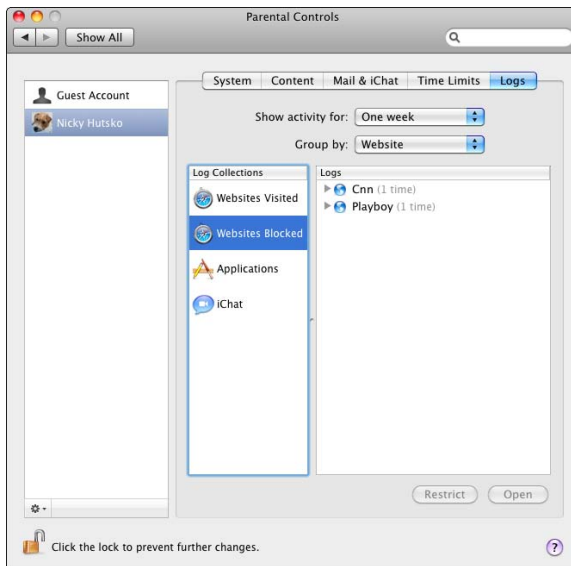 Parental Controls
Show All
System Content Mail & iChat Time Limits Logs
Guest Account
Nicky Hutsko
Show activity for: One week
Group by: Website
Log Collections
Websites Visited
Websites Blocked
Applications
iChat
Logs
Cnn (1 time)
Playboy (1 time)
Restrict Open
Click the lock to prevent further changes.
?